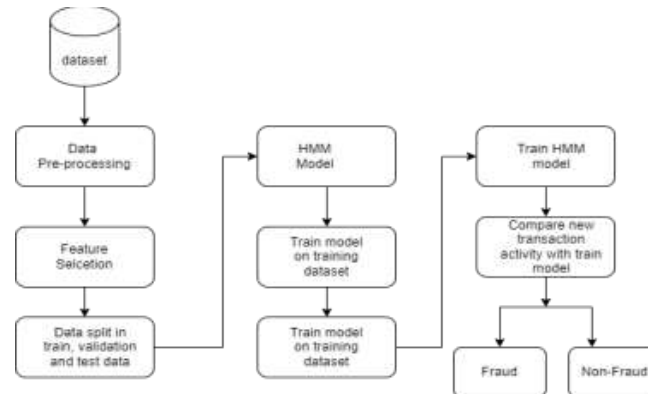 dataset
Data
Pre-processing
Feature
Selcetion
Data split in
train, validation
and test data
HMM
Model
Train model
on training
dataset
Train model
on training
dataset
Train HMM
model
Compare new
transaction
activity with train
model
Fraud
Non-Fraud